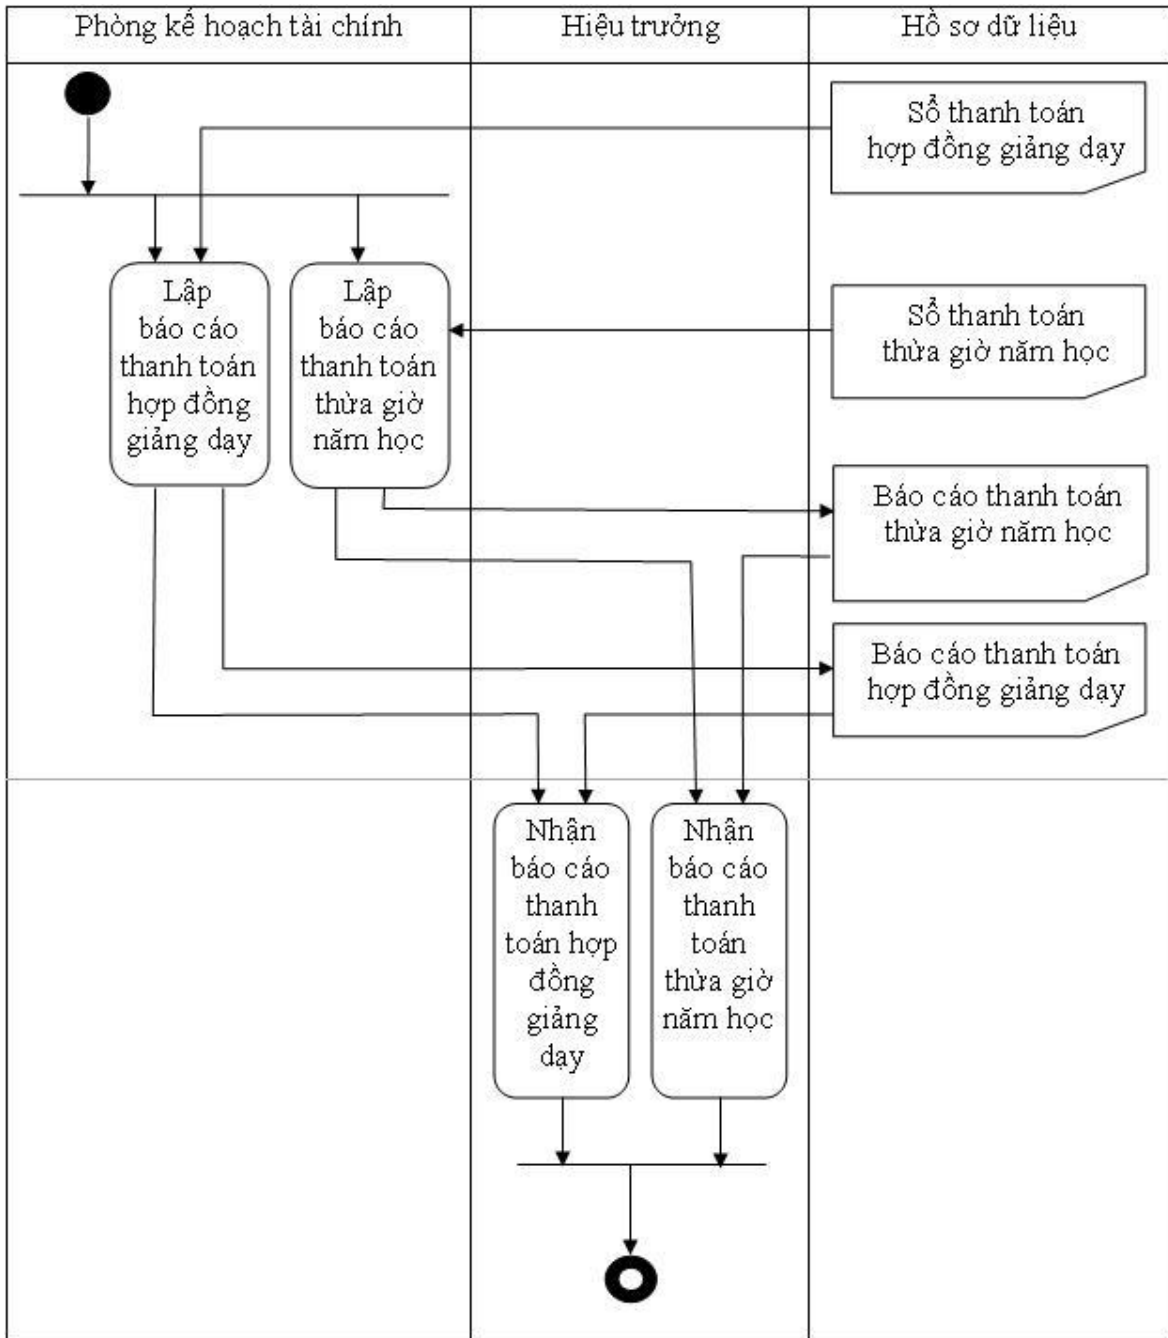 Phòng kế hoạch tài chính
Hiệu trưởng
Hồ sơ dữ liệu
Sổ thanh toán
hợp đồng giảng dạy
Lập
báo cáo
thanh toán
hợp đồng
giảng dạy
Lập
báo cáo
thanh toán
thừa giờ
năm học
Sổ thanh toán
thừa giờ năm học
Báo cáo thanh toán
thừa giờ năm học
Báo cáo thanh toán
hợp đồng giảng dạy
Nhận
báo cáo
thanh
toán hợp
đồng
giảng
dạy
Nhận
báo cáo
thanh
toán
thừa giờ
năm học